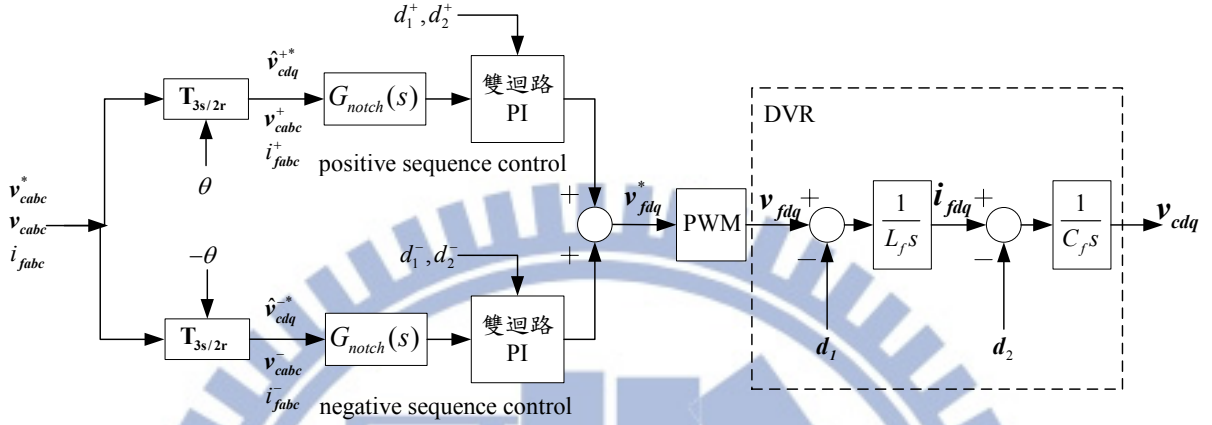 v*cabc
vcabc
ifabc
T3s/2r
θ
v̂+*cdq
v+cabc
i+fabc
Gnotch(s)
d1+, d2+
雙迴路
PI
positive sequence control
−θ
T3s/2r
v̂−*cdq
v−cabc
i−fabc
Gnotch(s)
d1−, d2−
雙迴路
PI
negative sequence control
+
+
v*fdq
PWM
DVR
vfdq
+
−
d1
1
Lf s
ifdq
+
−
d2
1
Cf s
vcdq